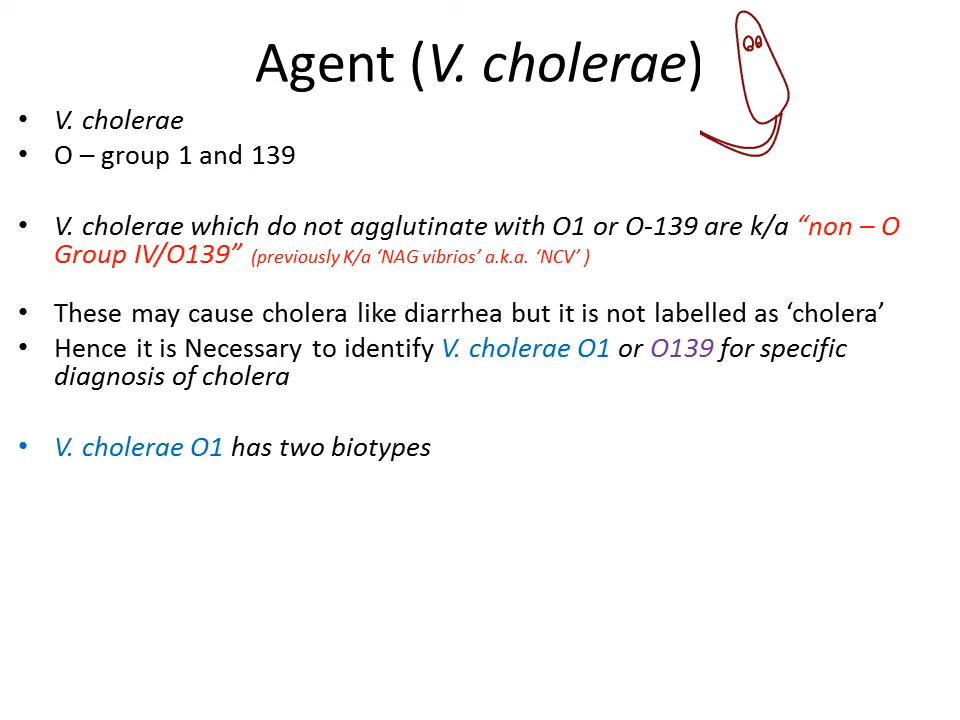 Agent (V. cholerae)
• V. cholerae
• O – group 1 and 139
• V. cholerae which do not agglutinate with O1 or O-139 are k/a “non – O
Group IV/O139” (previously K/a ‘NAG vibrios’ a.k.a. ‘NCV’ )
• These may cause cholera like diarrhea but it is not labelled as ‘cholera’
• Hence it is Necessary to identify V. cholerae O1 or O139 for specific
diagnosis of cholera
• V. cholerae O1 has two biotypes